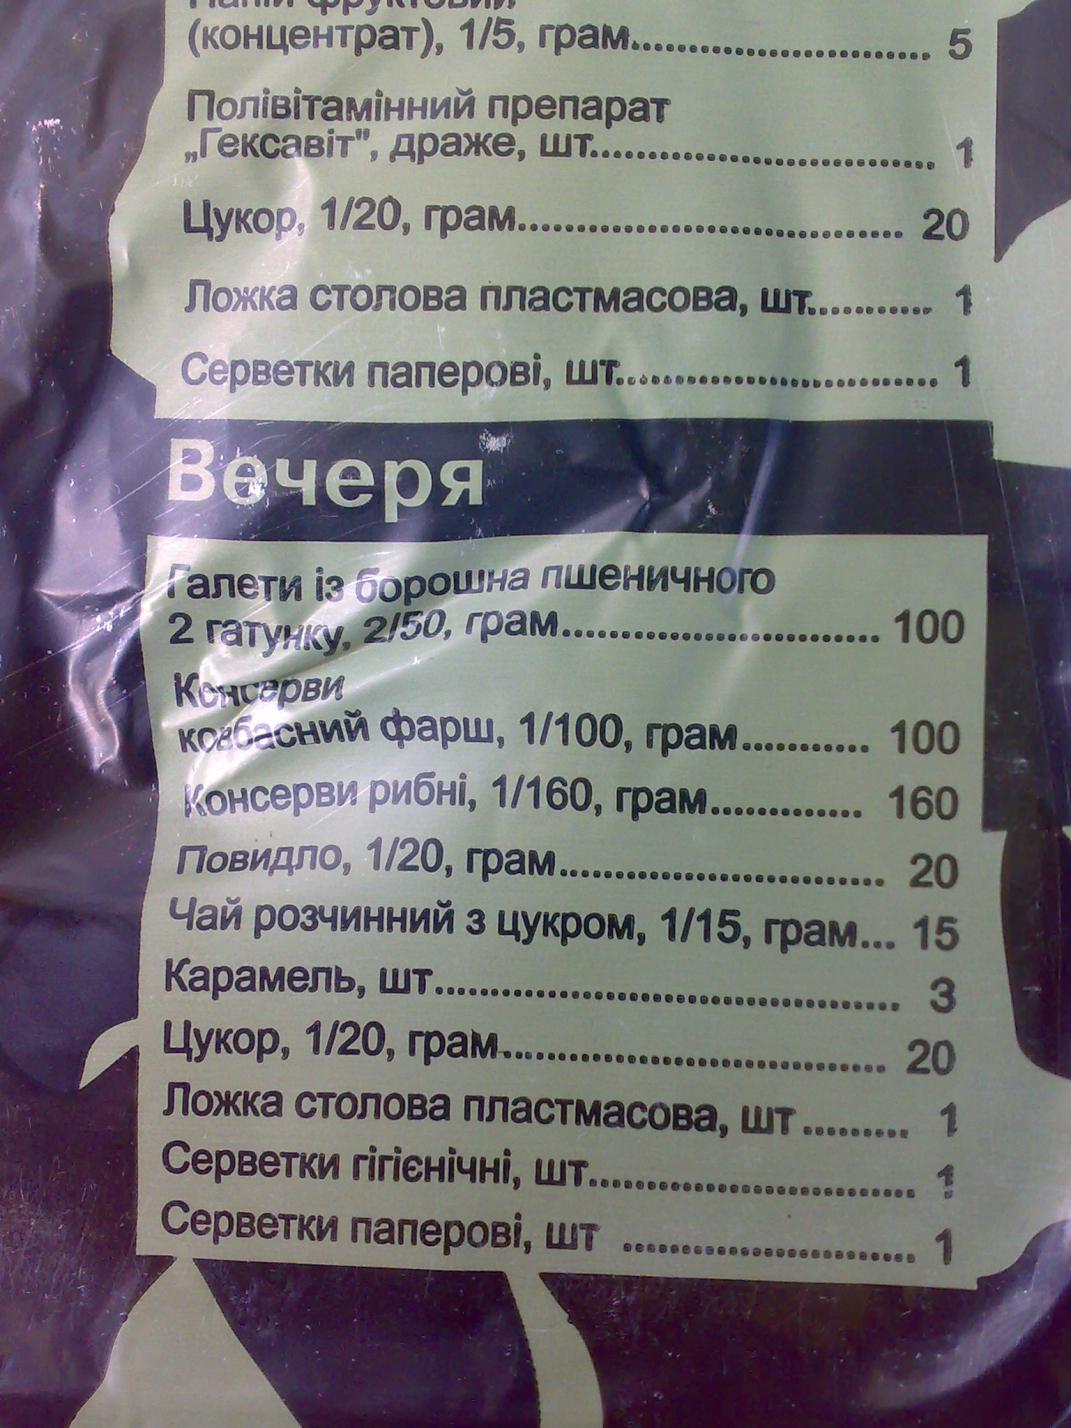 Напій фруктовий
(концентрат), 1/5, грам............................ 5
Полівітамінний препарат
„Гексавіт", драже, шт................................ 1
Цукор, 1/20, грам.................................... 20
Ложка столова пластмасова, шт........... 1
Серветки паперові, шт.............................. 1
Вечеря
Галети із борошна пшеничного
2 гатунку, 2/50, грам............................. 100
Консерви
ковбасний фарш, 1/100, грам........... 100
Консерви рибні, 1/160, грам............. 160
Повидло, 1/20, грам.............................. 20
Чай розчинний з цукром, 1/15, грам... 15
Карамель, шт......................................... 3
Цукор, 1/20, грам.................................. 20
Ложка столова пластмасова, шт......... 1
Серветки гігієнічні, шт............................. 1
Серветки паперові, шт .......................... 1